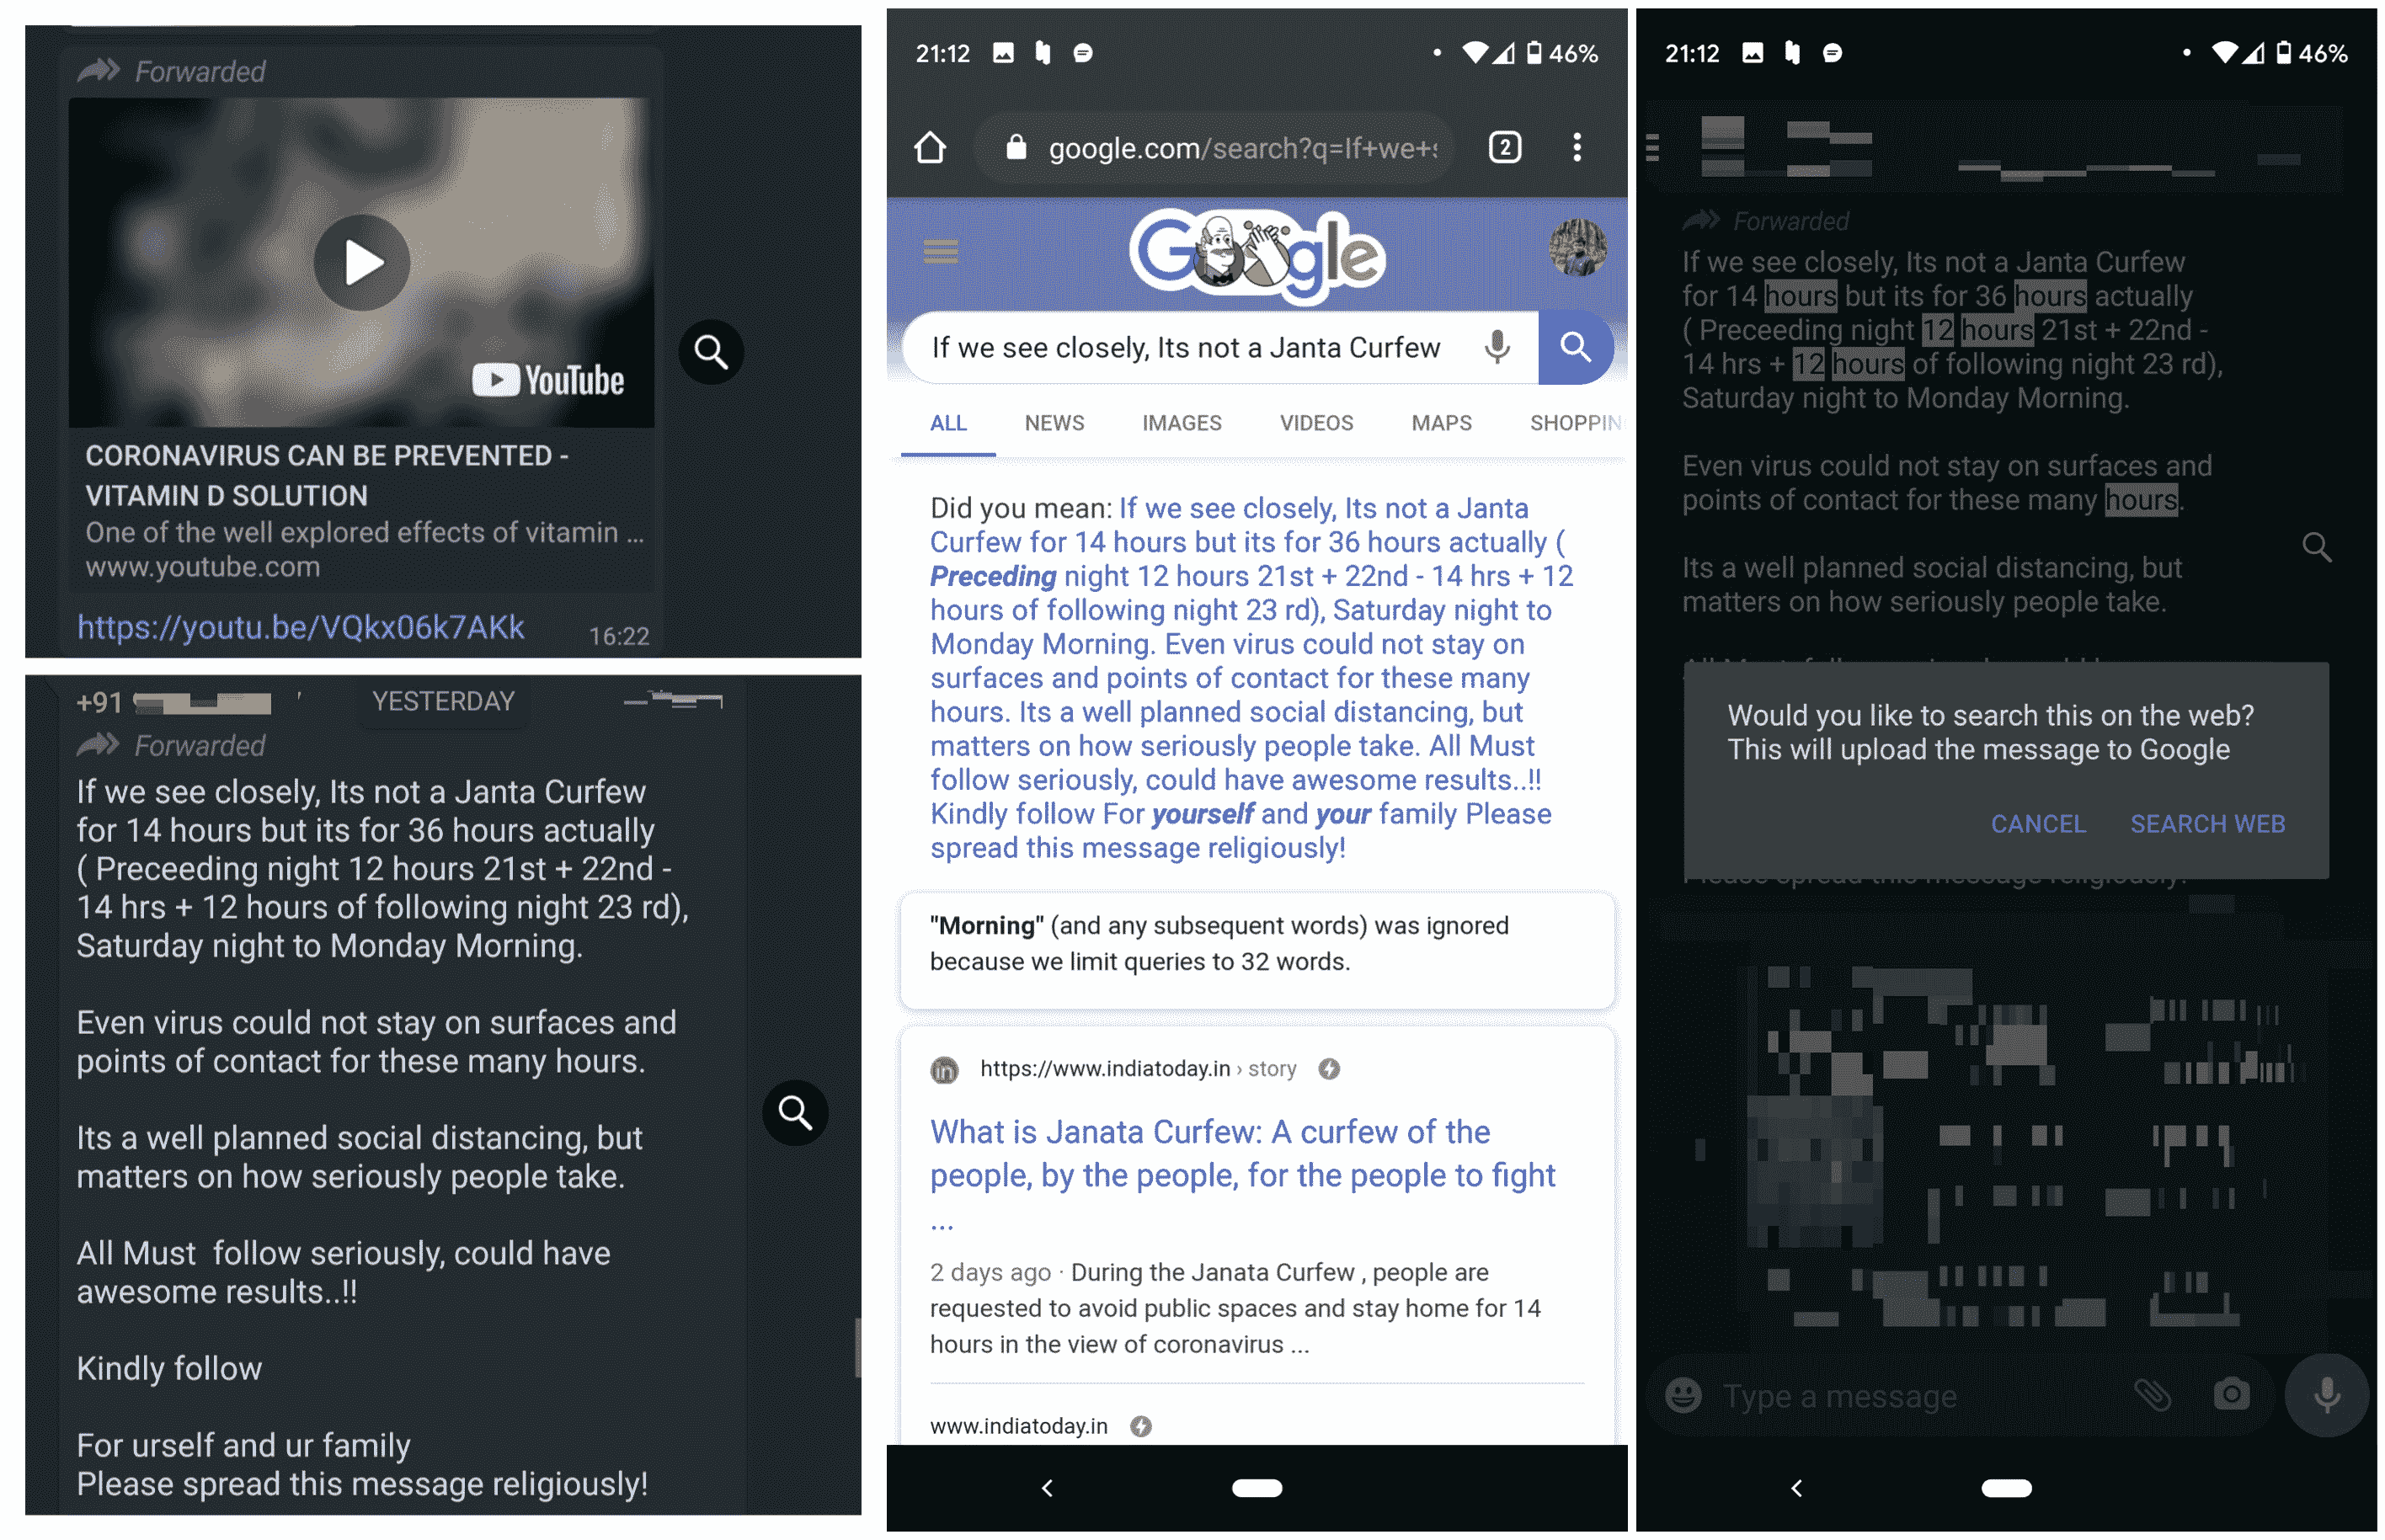 Forwarded
YouTube
CORONAVIRUS CAN BE PREVENTED -
VITAMIN D SOLUTION
One of the well explored effects of vitamin ...
www.youtube.com
https://youtu.be/VQkx06k7AKk
16:22
+91
YESTERDAY
Forwarded
If we see closely, Its not a Janta Curfew
for 14 hours but its for 36 hours actually
( Preceeding night 12 hours 21st + 22nd -
14 hrs + 12 hours of following night 23 rd),
Saturday night to Monday Morning.
Even virus could not stay on surfaces and
points of contact for these many hours.
Its a well planned social distancing, but
matters on how seriously people take.
All Must  follow seriously, could have
awesome results..!!
Kindly follow
For urself and ur family
Please spread this message religiously!
21:12
46%
google.com/search?q=If+we+s
2
Google
If we see closely, Its not a Janta Curfew
ALL NEWS IMAGES VIDEOS MAPS SHOPPIN
Did you mean: If we see closely, Its not a Janta
Curfew for 14 hours but its for 36 hours actually (
Preceding night 12 hours 21st + 22nd - 14 hrs + 12
hours of following night 23 rd), Saturday night to
Monday Morning. Even virus could not stay on
surfaces and points of contact for these many
hours. Its a well planned social distancing, but
matters on how seriously people take. All Must
follow seriously, could have awesome results..!!
Kindly follow For yourself and your family Please
spread this message religiously!
"Morning" (and any subsequent words) was ignored
because we limit queries to 32 words.
in
https://www.indiatoday.in › story
What is Janata Curfew: A curfew of the
people, by the people, for the people to fight
...
2 days ago · During the Janata Curfew , people are
requested to avoid public spaces and stay home for 14
hours in the view of coronavirus ...
www.indiatoday.in
21:12
46%
Forwarded
If we see closely, Its not a Janta Curfew
for 14 hours but its for 36 hours actually
( Preceeding night 12 hours 21st + 22nd -
14 hrs + 12 hours of following night 23 rd),
Saturday night to Monday Morning.
Even virus could not stay on surfaces and
points of contact for these many hours.
Its a well planned social distancing, but
matters on how seriously people take.
Would you like to search this on the web?
This will upload the message to Google
CANCEL SEARCH WEB
Please spread this message religiously!
Type a message